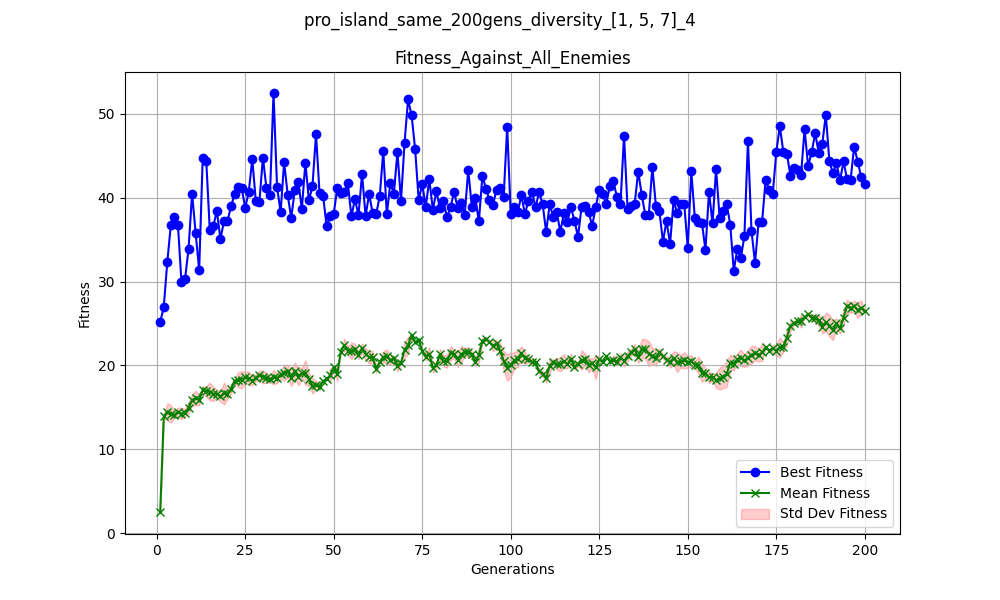 pro_island_same_200gens_diversity_[1, 5, 7]_4
Fitness_Against_All_Enemies
50
40
30
20
10
0
Fitness
0 25 50 75 100 125 150 175 200
Generations
Best Fitness
Mean Fitness
Std Dev Fitness